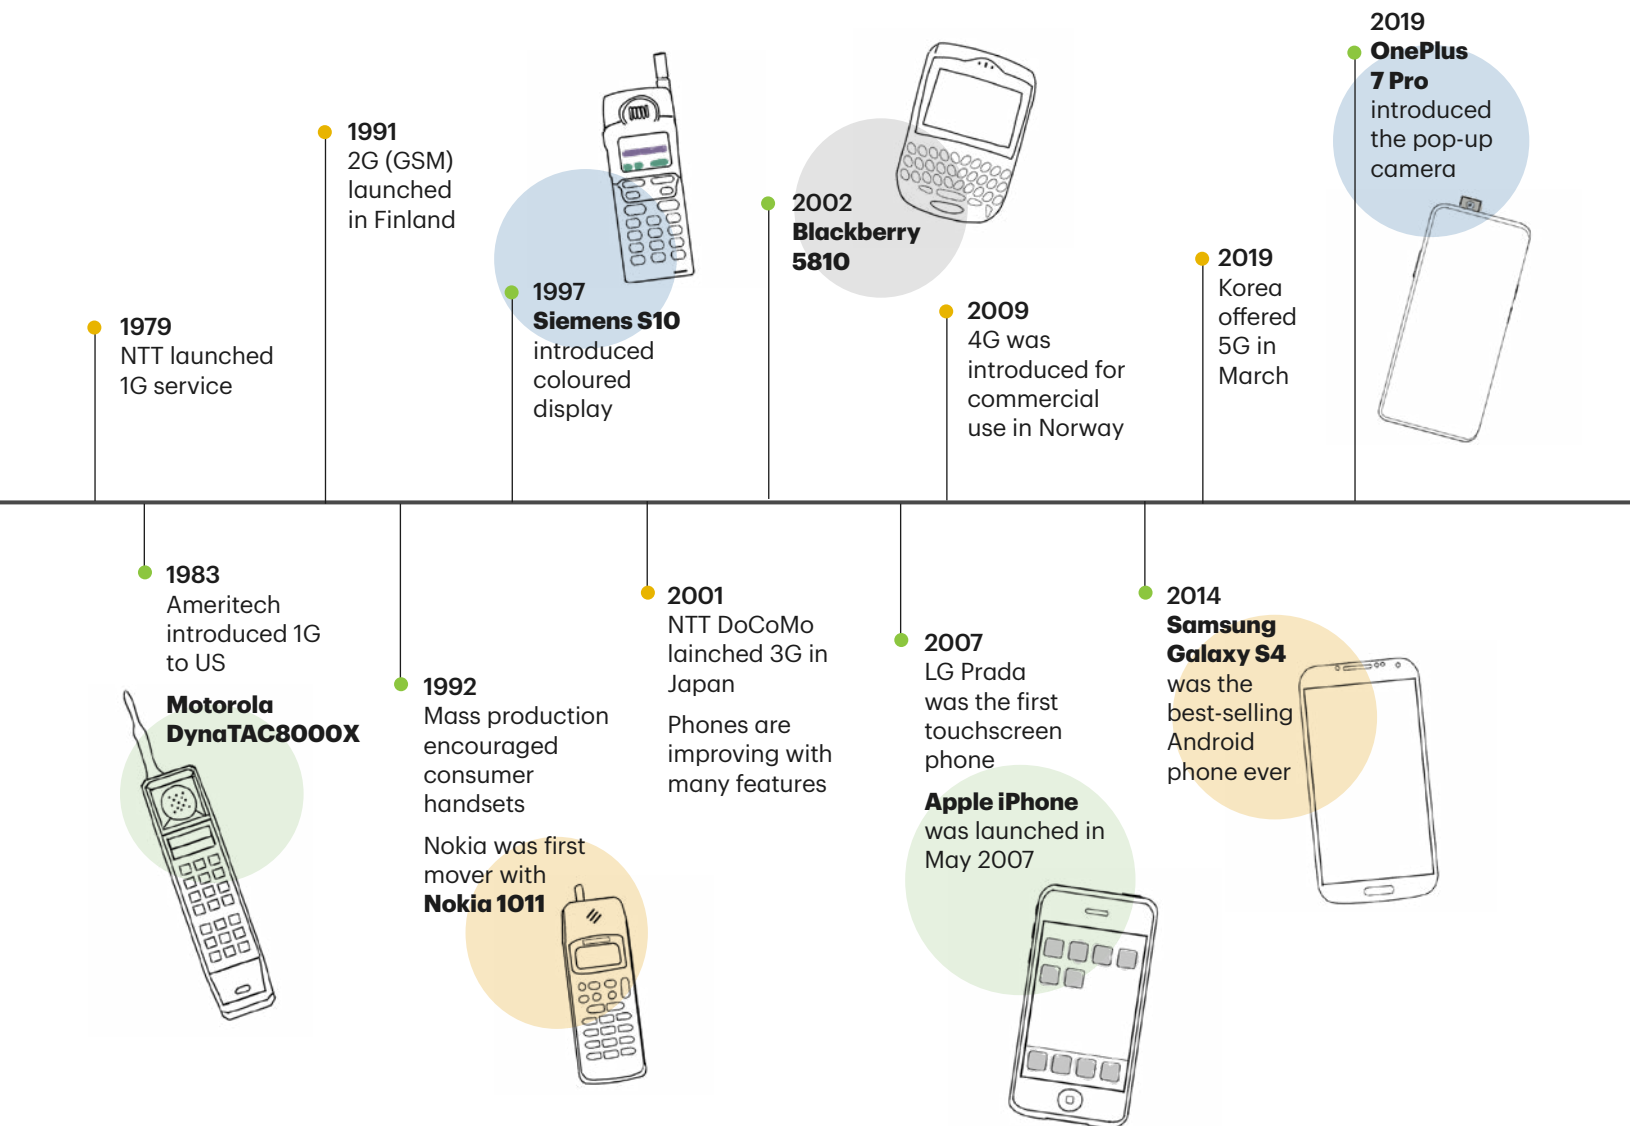 1979
NTT launched
1G service
1983
Ameritech
introduced 1G
to US
Motorola
DynaTAC8000X
1991
2G (GSM)
launched
in Finland
1992
Mass production
encouraged
consumer
handsets
Nokia was first
mover with
Nokia 1011
1997
Siemens S10
introduced
coloured
display
2001
NTT DoCoMo
lainched 3G in
Japan
Phones are
improving with
many features
2002
Blackberry
5810
2007
LG Prada
was the first
touchscreen
phone
Apple iPhone
was launched in
May 2007
2009
4G was
introduced for
commercial
use in Norway
2014
Samsung
Galaxy S4
was the
best-selling
Android
phone ever
2019
Korea
offered
5G in
March
2019
OnePlus
7 Pro
introduced
the pop-up
camera